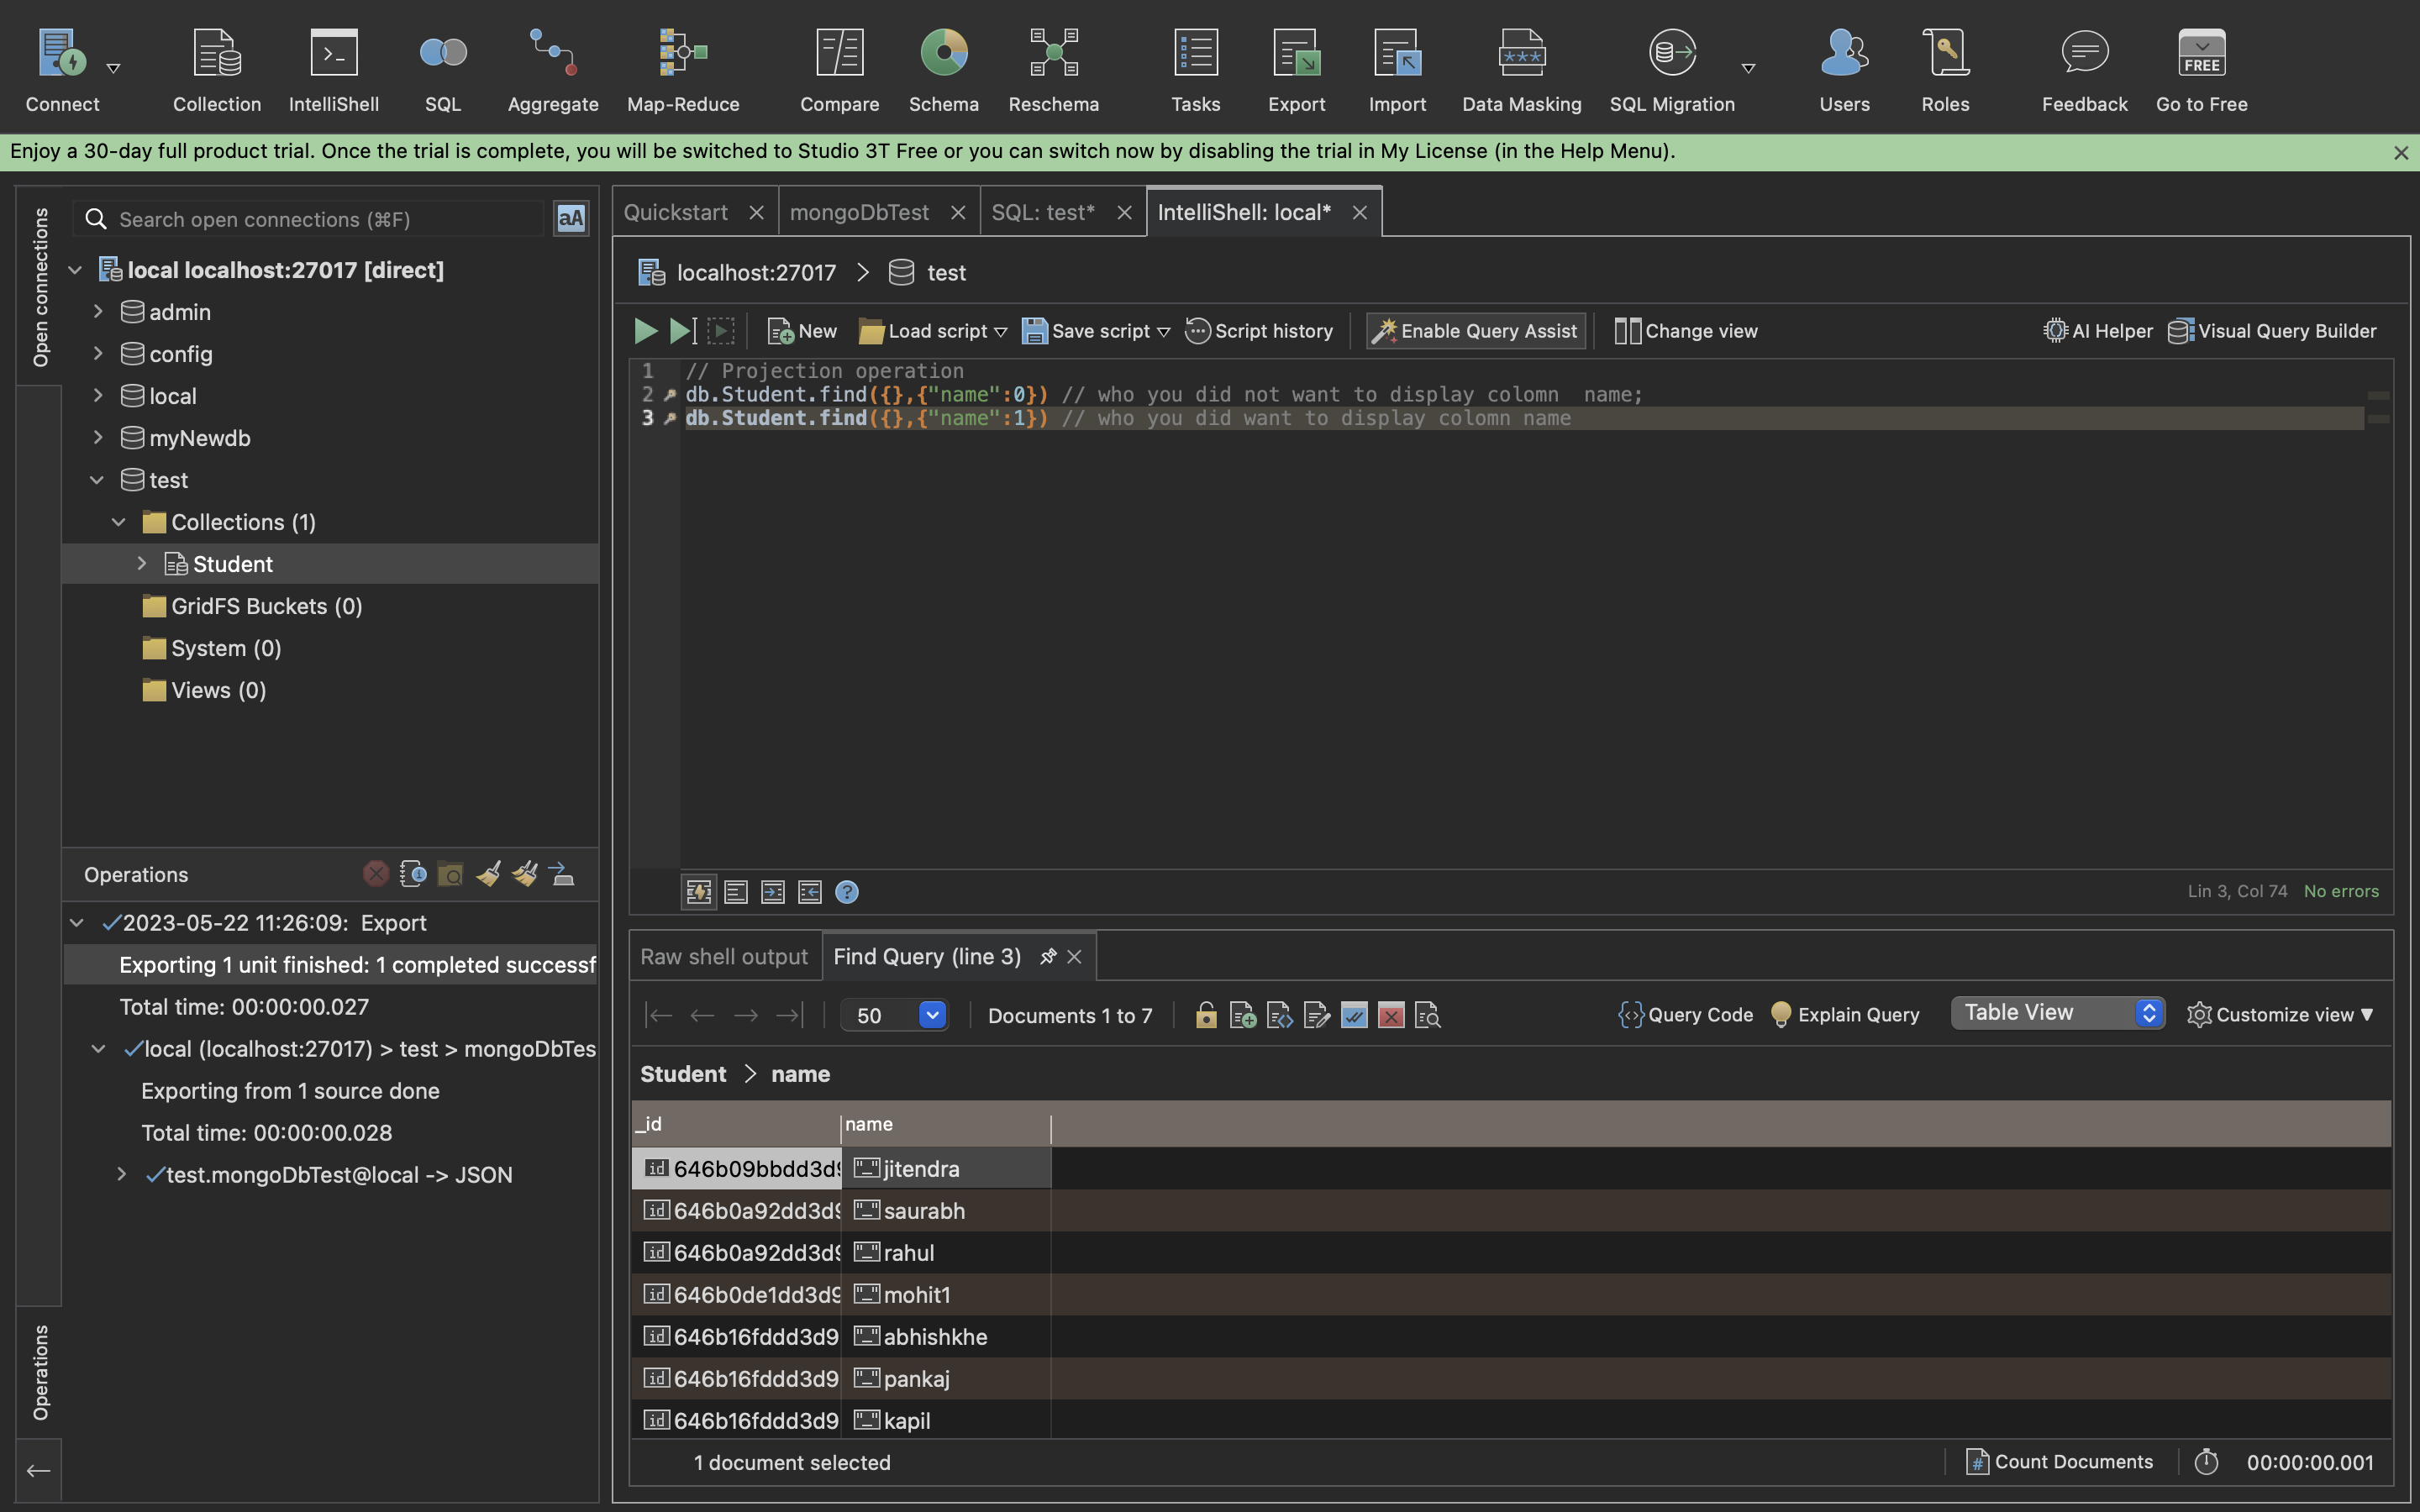 Connect
Collection
IntelliShell
SQL
Aggregate
Map-Reduce
Compare
Schema
Reschema
Tasks
Export
Import
Data Masking
SQL Migration
Users
Roles
Feedback
FREE
Go to Free
Enjoy a 30-day full product trial. Once the trial is complete, you will be switched to Studio 3T Free or you can switch now by disabling the trial in My License (in the Help Menu).
Open connections
Search open connections (⌘F)
aA
local localhost:27017 [direct]
admin
config
local
myNewdb
test
Collections (1)
Student
GridFS Buckets (0)
System (0)
Views (0)
Operations
2023-05-22 11:26:09: Export
Exporting 1 unit finished: 1 completed successf
Total time: 00:00:00.027
local (localhost:27017) > test > mongoDbTes
Exporting from 1 source done
Total time: 00:00:00.028
test.mongoDbTest@local -> JSON
Operations
Quickstart
mongoDbTest
SQL: test*
IntelliShell: local*
localhost:27017 > test
New
Load script
Save script
Script history
Enable Query Assist
Change view
AI Helper
Visual Query Builder
1 // Projection operation
2 db.Student.find({},{"name":0}) // who you did not want to display colomn  name;
3 db.Student.find({},{"name":1}) // who you did want to display colomn name
Lin 3, Col 74 No errors
Raw shell output
Find Query (line 3)
50
Documents 1 to 7
Query Code
Explain Query
Table View
Customize view
Student > name
_id name
id 646b09bbdd3d9 jitendra
id 646b0a92dd3d9 saurabh
id 646b0a92dd3d9 rahul
id 646b0de1dd3d9 mohit1
id 646b16fddd3d9 abhishkhe
id 646b16fddd3d9 pankaj
id 646b16fddd3d9 kapil
1 document selected
Count Documents
00:00:00.001